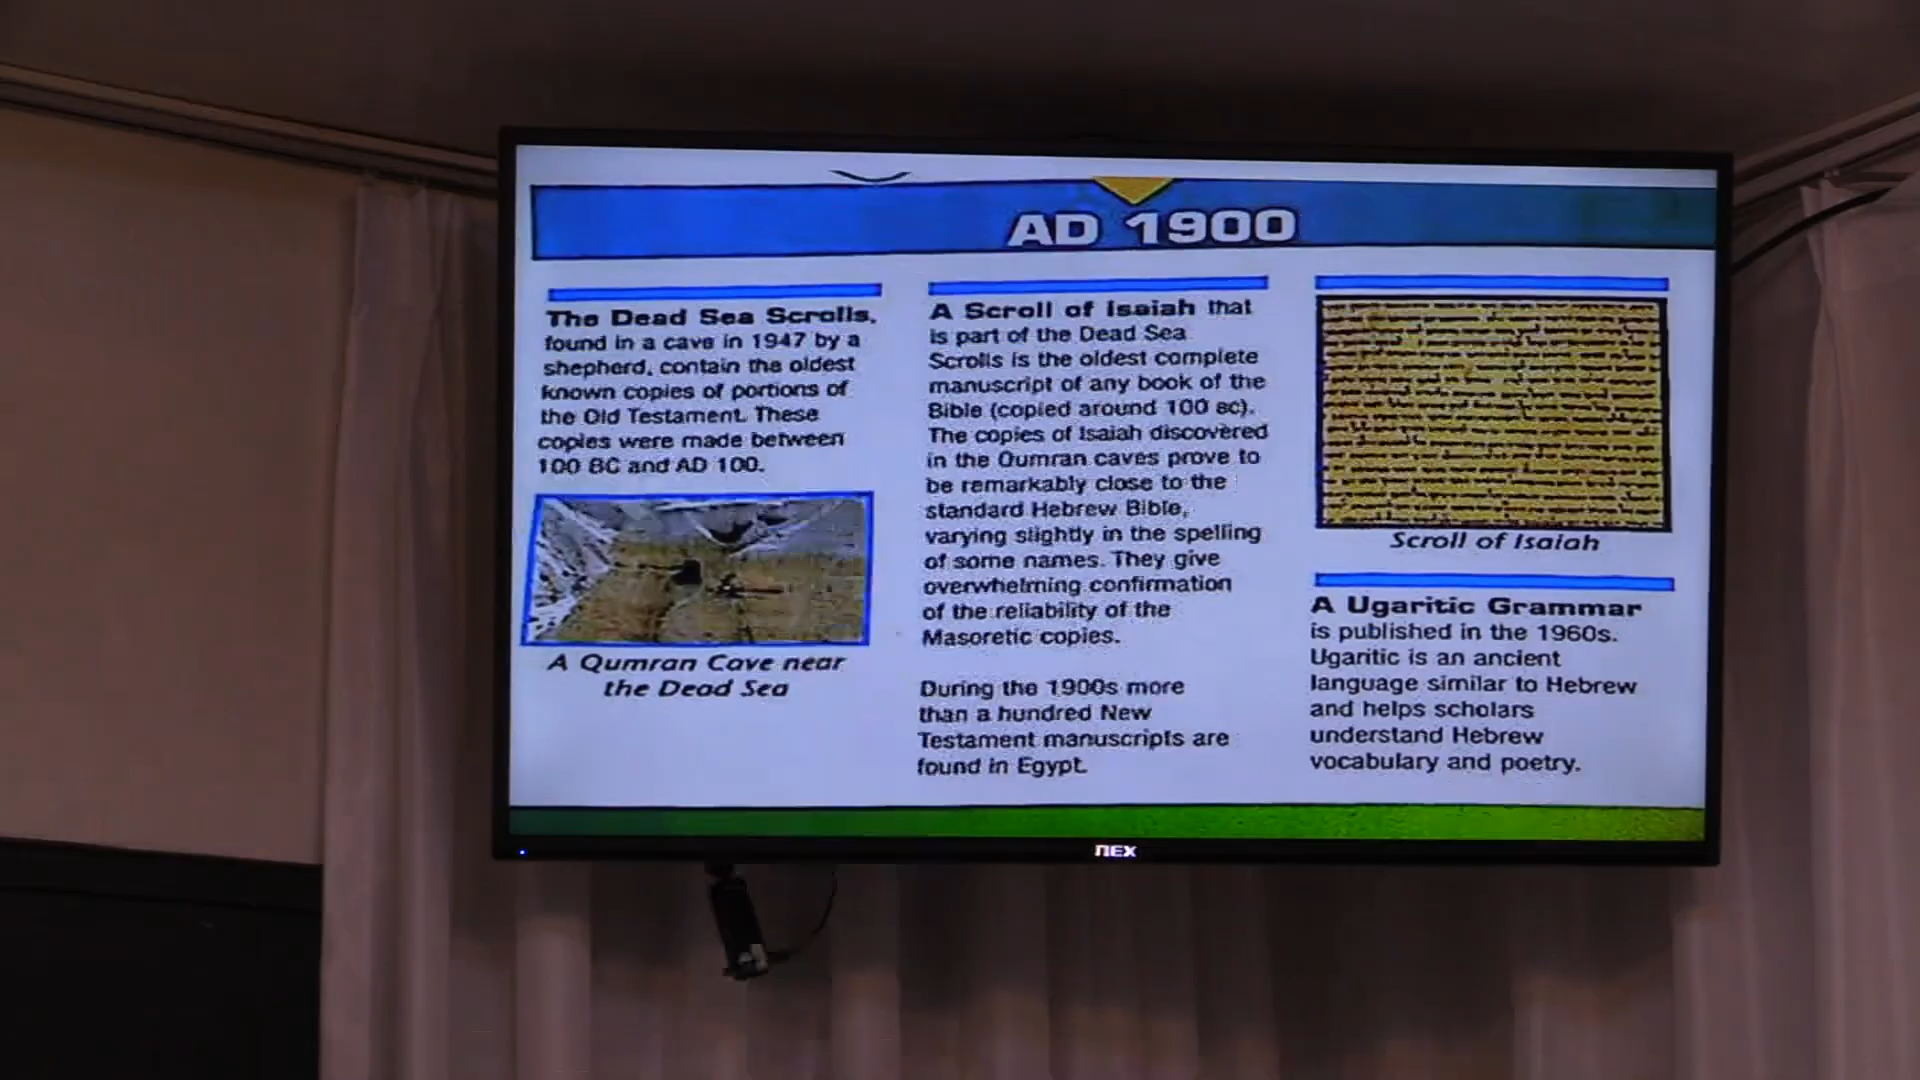 AD 1900
The Dead Sea Scrolls,
found in a cave in 1947 by a
shepherd, contain the oldest
known copies of portions of
the Old Testament. These
copies were made between
100 BC and AD 100.
A Qumran Cave near
the Dead Sea
A Scroll of Isaiah that
is part of the Dead Sea
Scrolls is the oldest complete
manuscript of any book of the
Bible (copied around 100 BC).
The copies of Isaiah discovered
in the Qumran caves prove to
be remarkably close to the
standard Hebrew Bible,
varying slightly in the spelling
of some names. They give
overwhelming confirmation
of the reliability of the
Masoretic copies.
During the 1900s more
than a hundred New
Testament manuscripts are
found in Egypt.
Scroll of Isaiah
A Ugaritic Grammar
is published in the 1960s.
Ugaritic is an ancient
language similar to Hebrew
and helps scholars
understand Hebrew
vocabulary and poetry.
NEX